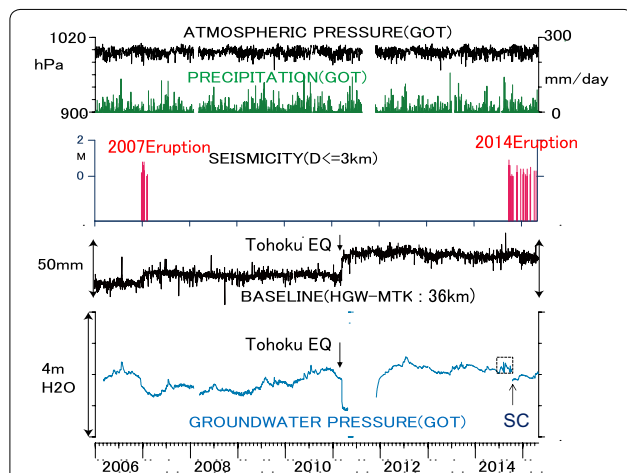 1020
ATMOSPHERIC PRESSURE(GOT)
300
hPa
PRECIPITATION(GOT)
mm/day
900
0
2
M
0
2007Eruption
SEISMICITY(D<=3km)
2014Eruption
Tohoku EQ
50mm
BASELINE(HGW-MTK : 36km)
4m
H2O
Tohoku EQ
GROUNDWATER PRESSURE(GOT)
SC
2006 2008 2010 2012 2014